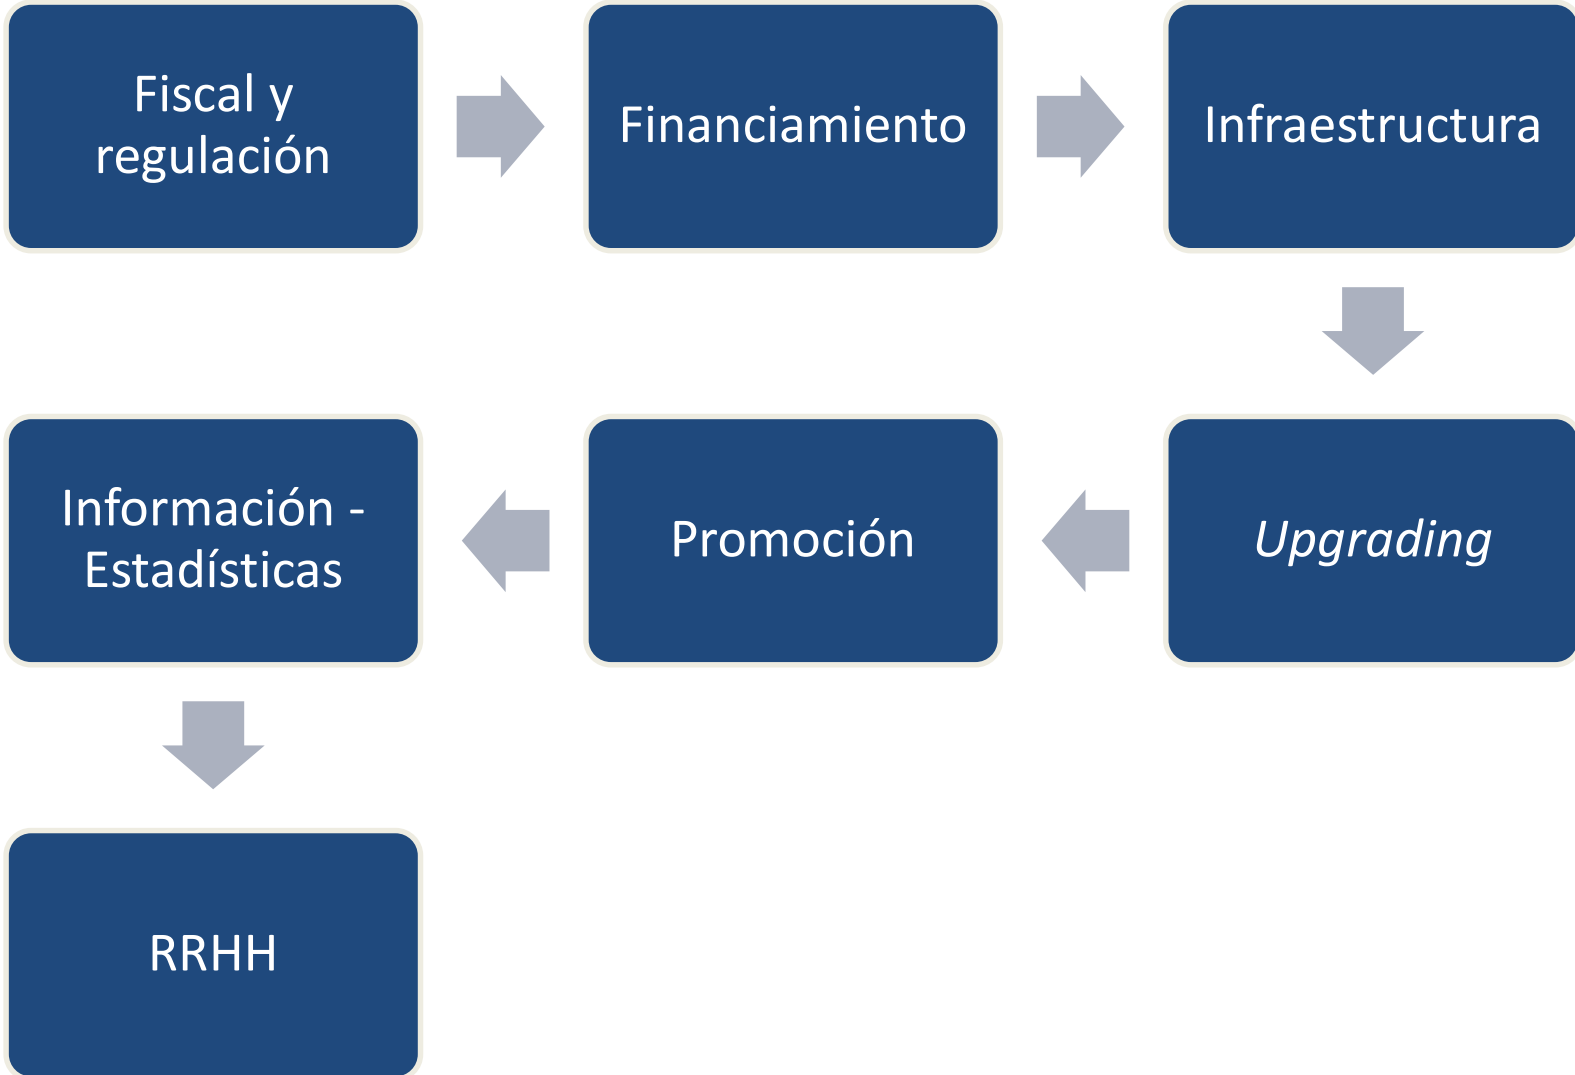 Fiscal y
regulación
Financiamiento
Infraestructura
Upgrading
Promoción
Información -
Estadísticas
RRHH